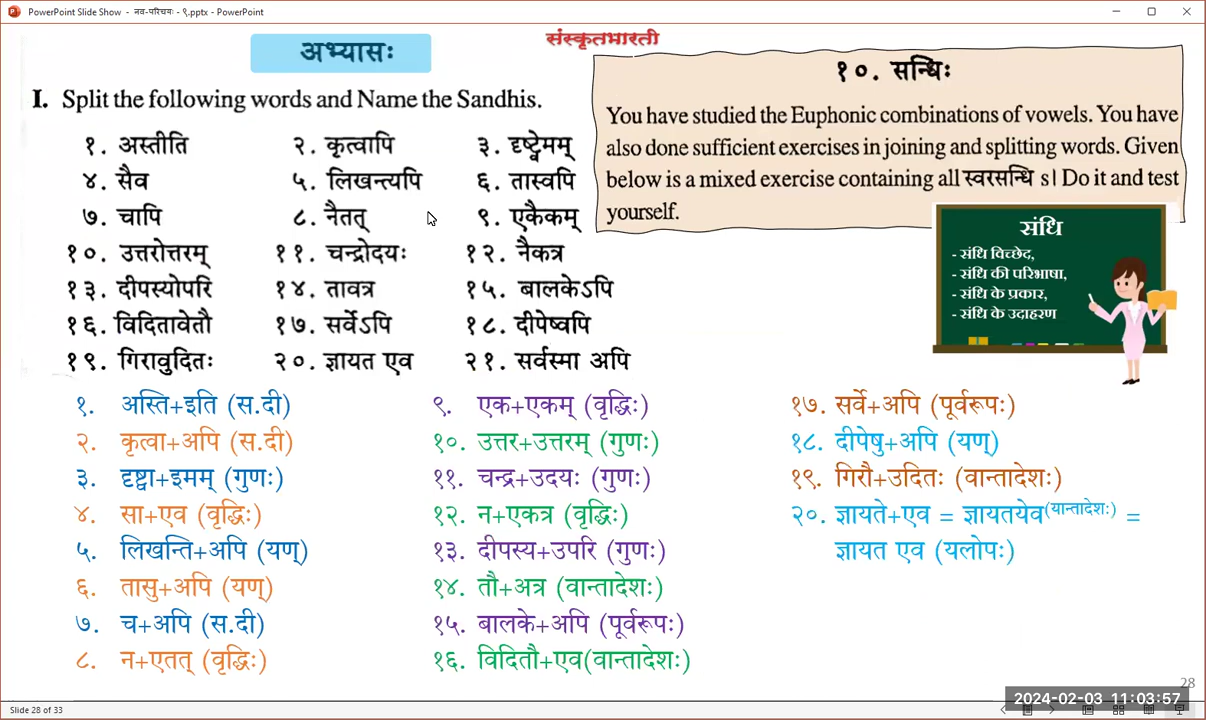 PowerPoint Slide Show - नव-परिचयः - ९.pptx - PowerPoint
अभ्यासः
संस्कृतभारती
I. Split the following words and Name the Sandhis.
१. अस्तीति २. कृत्वापि ३. दृष्ट्वेमम्
४. सैव ५. लिखन्त्यपि ६. तास्वपि
७. चापि ८. नैतत् ९. एकैकम्
१०. उत्तरोत्तरम् ११. चन्द्रोदयः १२. नैकत्र
१३. दीपस्योपरि १४. तावत्र १५. बालकेऽपि
१६. विदितावेतौ १७. सर्वेऽपि १८. दीपेष्वपि
१९. गिरावुदितः २०. ज्ञायत एव २१. सर्वस्मा अपि
१०. सन्धिः
You have studied the Euphonic combinations of vowels. You have
also done sufficient exercises in joining and splitting words. Given
below is a mixed exercise containing all स्वरसन्धि s। Do it and test
yourself.
संधि
- संधि विच्छेद,
- संधि की परिभाषा,
- संधि के प्रकार,
- संधि के उदाहरण
१. अस्ति+इति (स.दी)
२. कृत्वा+अपि (स.दी)
३. दृष्ट्वा+इमम् (गुणः)
४. सा+एव (वृद्धिः)
५. लिखन्ति+अपि (यण्)
६. तासु+अपि (यण्)
७. च+अपि (स.दी)
८. न+एतत् (वृद्धिः)
९. एक+एकम् (वृद्धिः)
१०. उत्तर+उत्तरम् (गुणः)
११. चन्द्र+उदयः (गुणः)
१२. न+एकत्र (वृद्धिः)
१३. दीपस्य+उपरि (गुणः)
१४. तौ+अत्र (वान्तादेशः)
१५. बालके+अपि (पूर्वरूपः)
१६. विदितौ+एव(वान्तादेशः)
१७. सर्वे+अपि (पूर्वरूपः)
१८. दीपेषु+अपि (यण्)
१९. गिरौ+उदितः (वान्तादेशः)
२०. ज्ञायते+एव = ज्ञायतयेव(यान्तादेशः) =
ज्ञायत एव (यलोपः)
28
2024-02-03 11:03:57
Slide 28 of 33